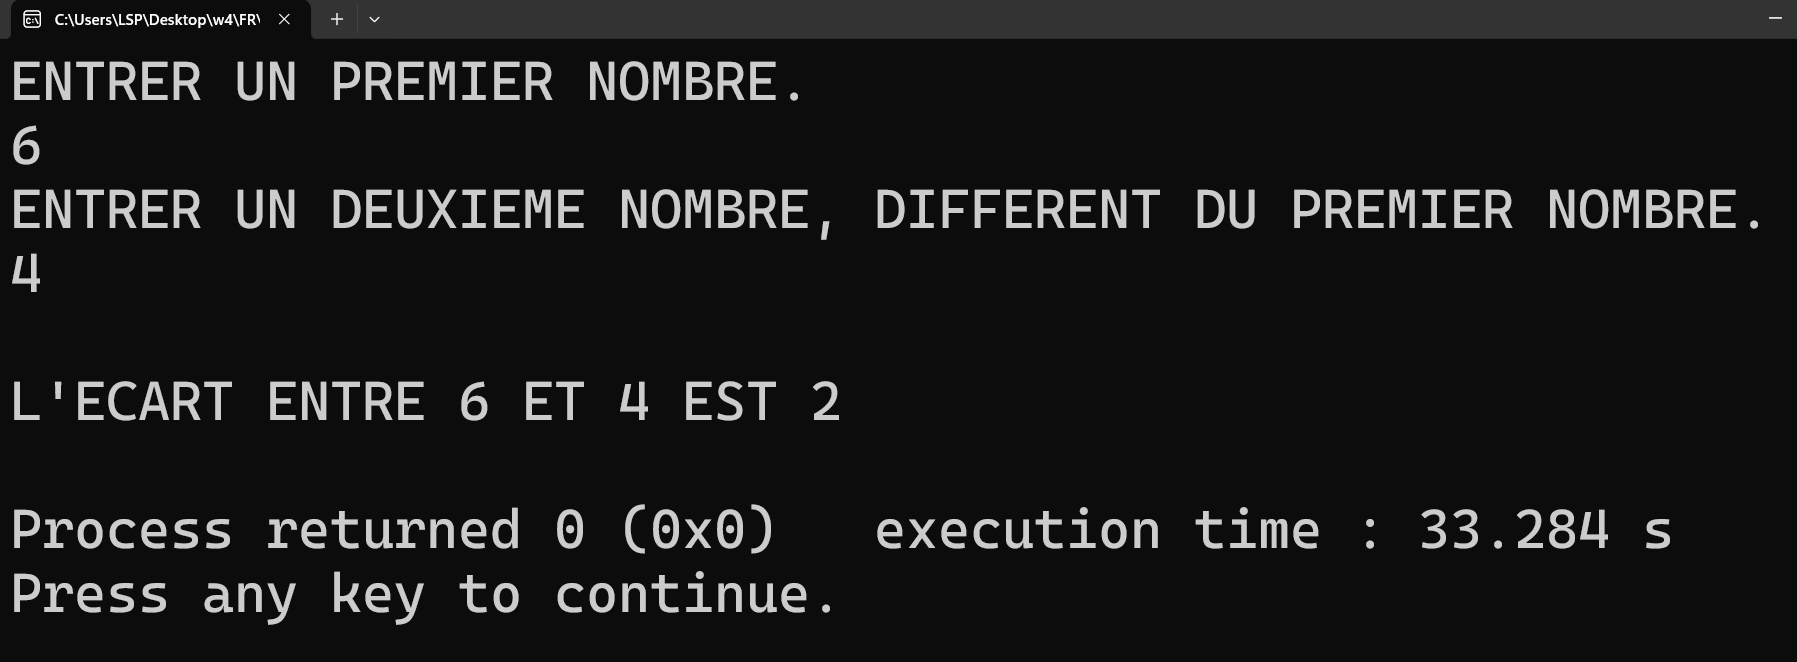 C:\Users\LSP\Desktop\w4\FR\
ENTRER UN PREMIER NOMBRE.
6
ENTRER UN DEUXIEME NOMBRE, DIFFERENT DU PREMIER NOMBRE.
4
L'ECART ENTRE 6 ET 4 EST 2
Process returned 0 (0x0)   execution time : 33.284 s
Press any key to continue.